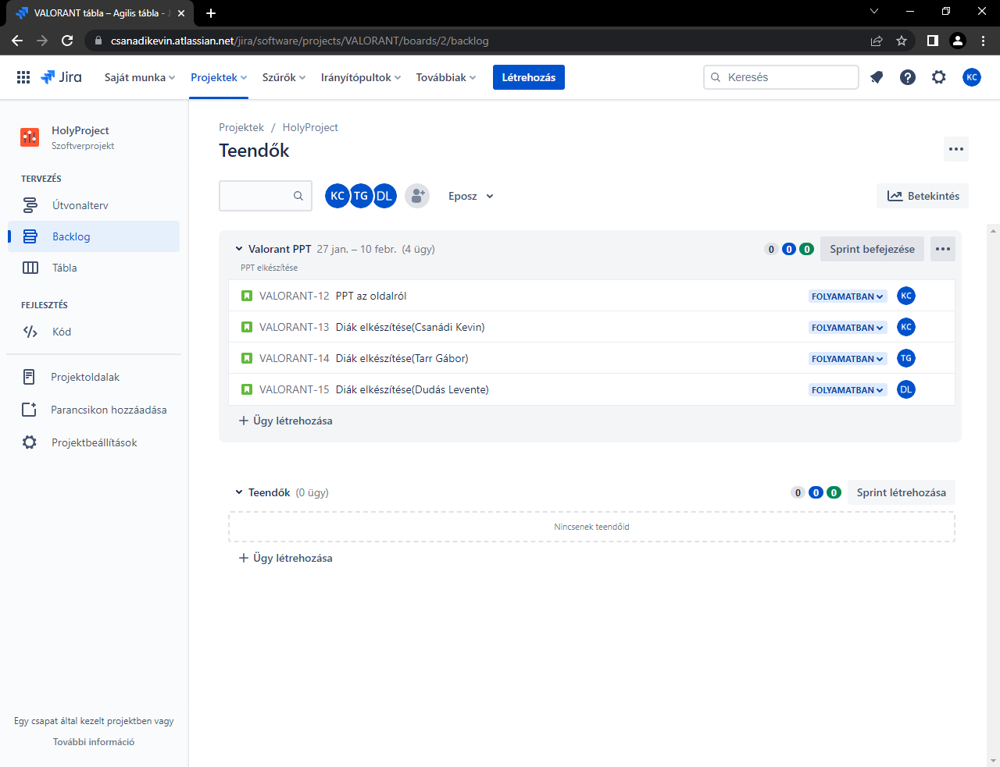 VALORANT tábla – Agilis tábla - J
csanadikevin.atlassian.net/jira/software/projects/VALORANT/boards/2/backlog
Jira Saját munka Projektek Szűrők Irányítópultok Továbbiak Létrehozás Keresés KC
HolyProject
Szoftverprojekt
TERVEZÉS
Útvonalterv
Backlog
Tábla
FEJLESZTÉS
Kód
Projektoldalak
Parancsikon hozzáadása
Projektbeállítások
Egy csapat által kezelt projektben vagy
További információ
Projektek / HolyProject
Teendők
KC TG DL Eposz Betekintés
Valorant PPT 27 jan. – 10 febr. (4 ügy) 0 0 0 Sprint befejezése
PPT elkészítése
VALORANT-12 PPT az oldalról FOLYAMATBAN KC
VALORANT-13 Diák elkészítése(Csanádi Kevin) FOLYAMATBAN KC
VALORANT-14 Diák elkészítése(Tarr Gábor) FOLYAMATBAN TG
VALORANT-15 Diák elkészítése(Dudás Levente) FOLYAMATBAN DL
Ügy létrehozása
Teendők (0 ügy) 0 0 0 Sprint létrehozása
Nincsenek teendőid
Ügy létrehozása